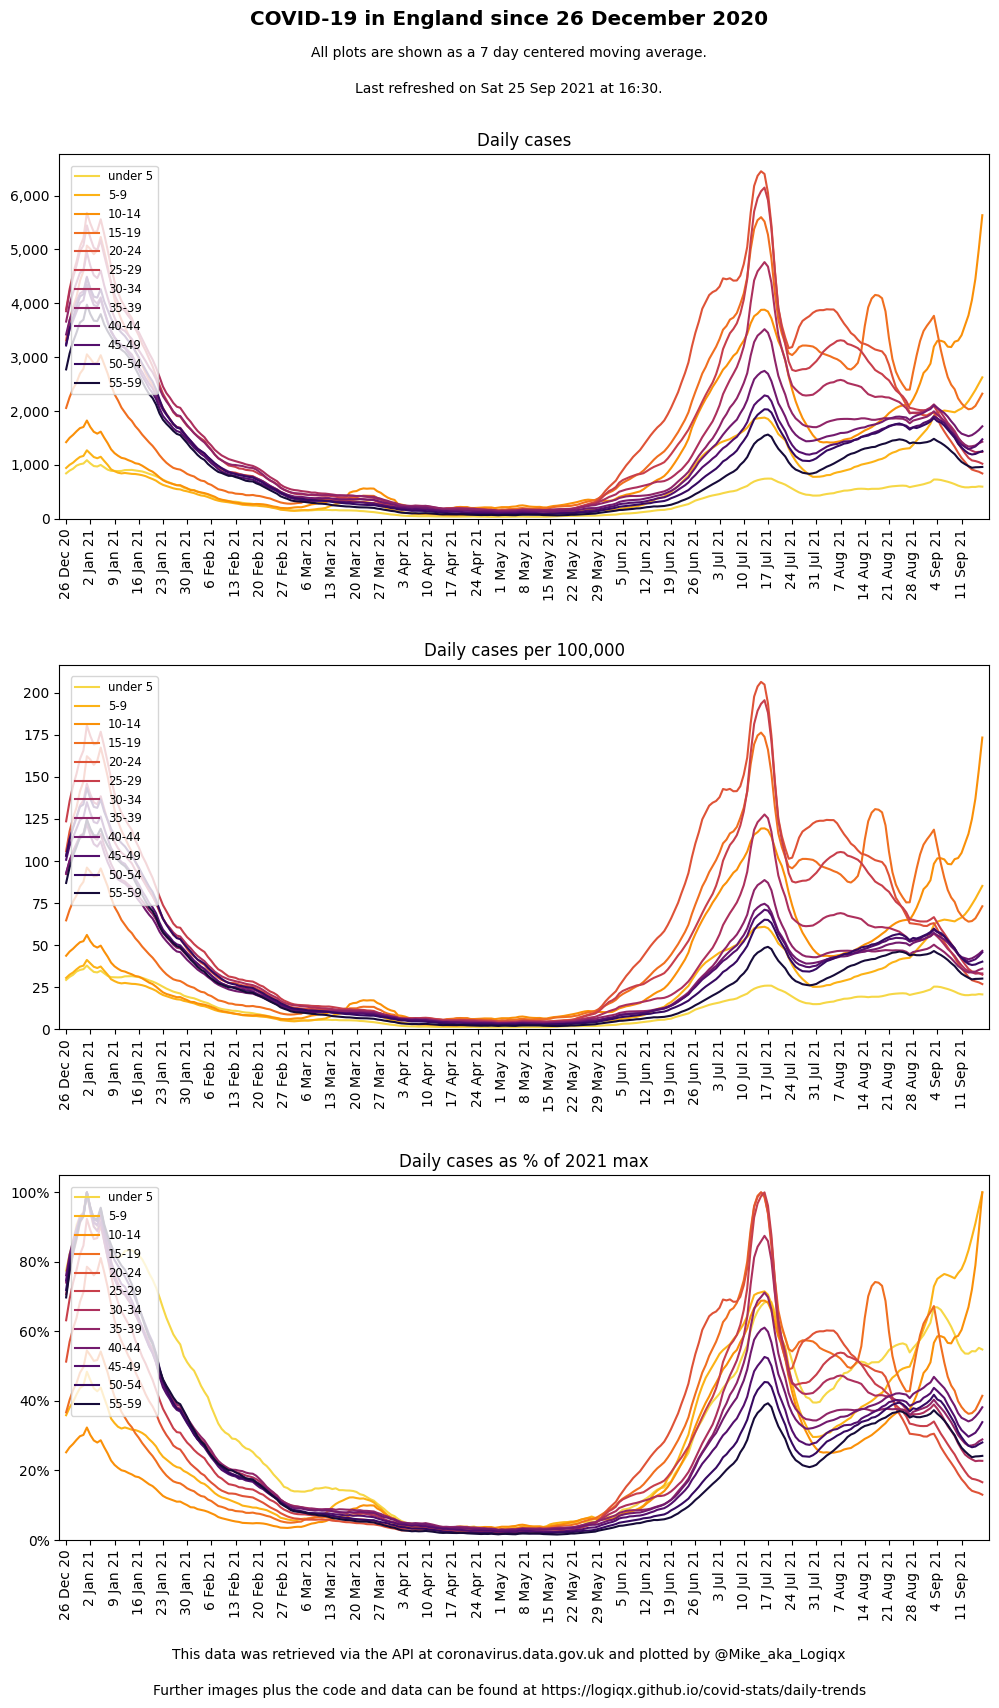 COVID-19 in England since 26 December 2020
All plots are shown as a 7 day centered moving average.
Last refreshed on Sat 25 Sep 2021 at 16:30.
Daily cases
6,000
5,000
4,000
3,000
2,000
1,000
0
under 5
5-9
10-14
15-19
20-24
25-29
30-34
35-39
40-44
45-49
50-54
55-59
26 Dec 20
2 Jan 21
9 Jan 21
16 Jan 21
23 Jan 21
30 Jan 21
6 Feb 21
13 Feb 21
20 Feb 21
27 Feb 21
6 Mar 21
13 Mar 21
20 Mar 21
27 Mar 21
3 Apr 21
10 Apr 21
17 Apr 21
24 Apr 21
1 May 21
8 May 21
15 May 21
22 May 21
29 May 21
5 Jun 21
12 Jun 21
19 Jun 21
26 Jun 21
3 Jul 21
10 Jul 21
17 Jul 21
24 Jul 21
31 Jul 21
7 Aug 21
14 Aug 21
21 Aug 21
28 Aug 21
4 Sep 21
11 Sep 21
Daily cases per 100,000
200
175
150
125
100
75
50
25
0
under 5
5-9
10-14
15-19
20-24
25-29
30-34
35-39
40-44
45-49
50-54
55-59
26 Dec 20
2 Jan 21
9 Jan 21
16 Jan 21
23 Jan 21
30 Jan 21
6 Feb 21
13 Feb 21
20 Feb 21
27 Feb 21
6 Mar 21
13 Mar 21
20 Mar 21
27 Mar 21
3 Apr 21
10 Apr 21
17 Apr 21
24 Apr 21
1 May 21
8 May 21
15 May 21
22 May 21
29 May 21
5 Jun 21
12 Jun 21
19 Jun 21
26 Jun 21
3 Jul 21
10 Jul 21
17 Jul 21
24 Jul 21
31 Jul 21
7 Aug 21
14 Aug 21
21 Aug 21
28 Aug 21
4 Sep 21
11 Sep 21
Daily cases as % of 2021 max
100%
80%
60%
40%
20%
0%
under 5
5-9
10-14
15-19
20-24
25-29
30-34
35-39
40-44
45-49
50-54
55-59
26 Dec 20
2 Jan 21
9 Jan 21
16 Jan 21
23 Jan 21
30 Jan 21
6 Feb 21
13 Feb 21
20 Feb 21
27 Feb 21
6 Mar 21
13 Mar 21
20 Mar 21
27 Mar 21
3 Apr 21
10 Apr 21
17 Apr 21
24 Apr 21
1 May 21
8 May 21
15 May 21
22 May 21
29 May 21
5 Jun 21
12 Jun 21
19 Jun 21
26 Jun 21
3 Jul 21
10 Jul 21
17 Jul 21
24 Jul 21
31 Jul 21
7 Aug 21
14 Aug 21
21 Aug 21
28 Aug 21
4 Sep 21
11 Sep 21
This data was retrieved via the API at coronavirus.data.gov.uk and plotted by @Mike_aka_Logiqx
Further images plus the code and data can be found at https://logiqx.github.io/covid-stats/daily-trends